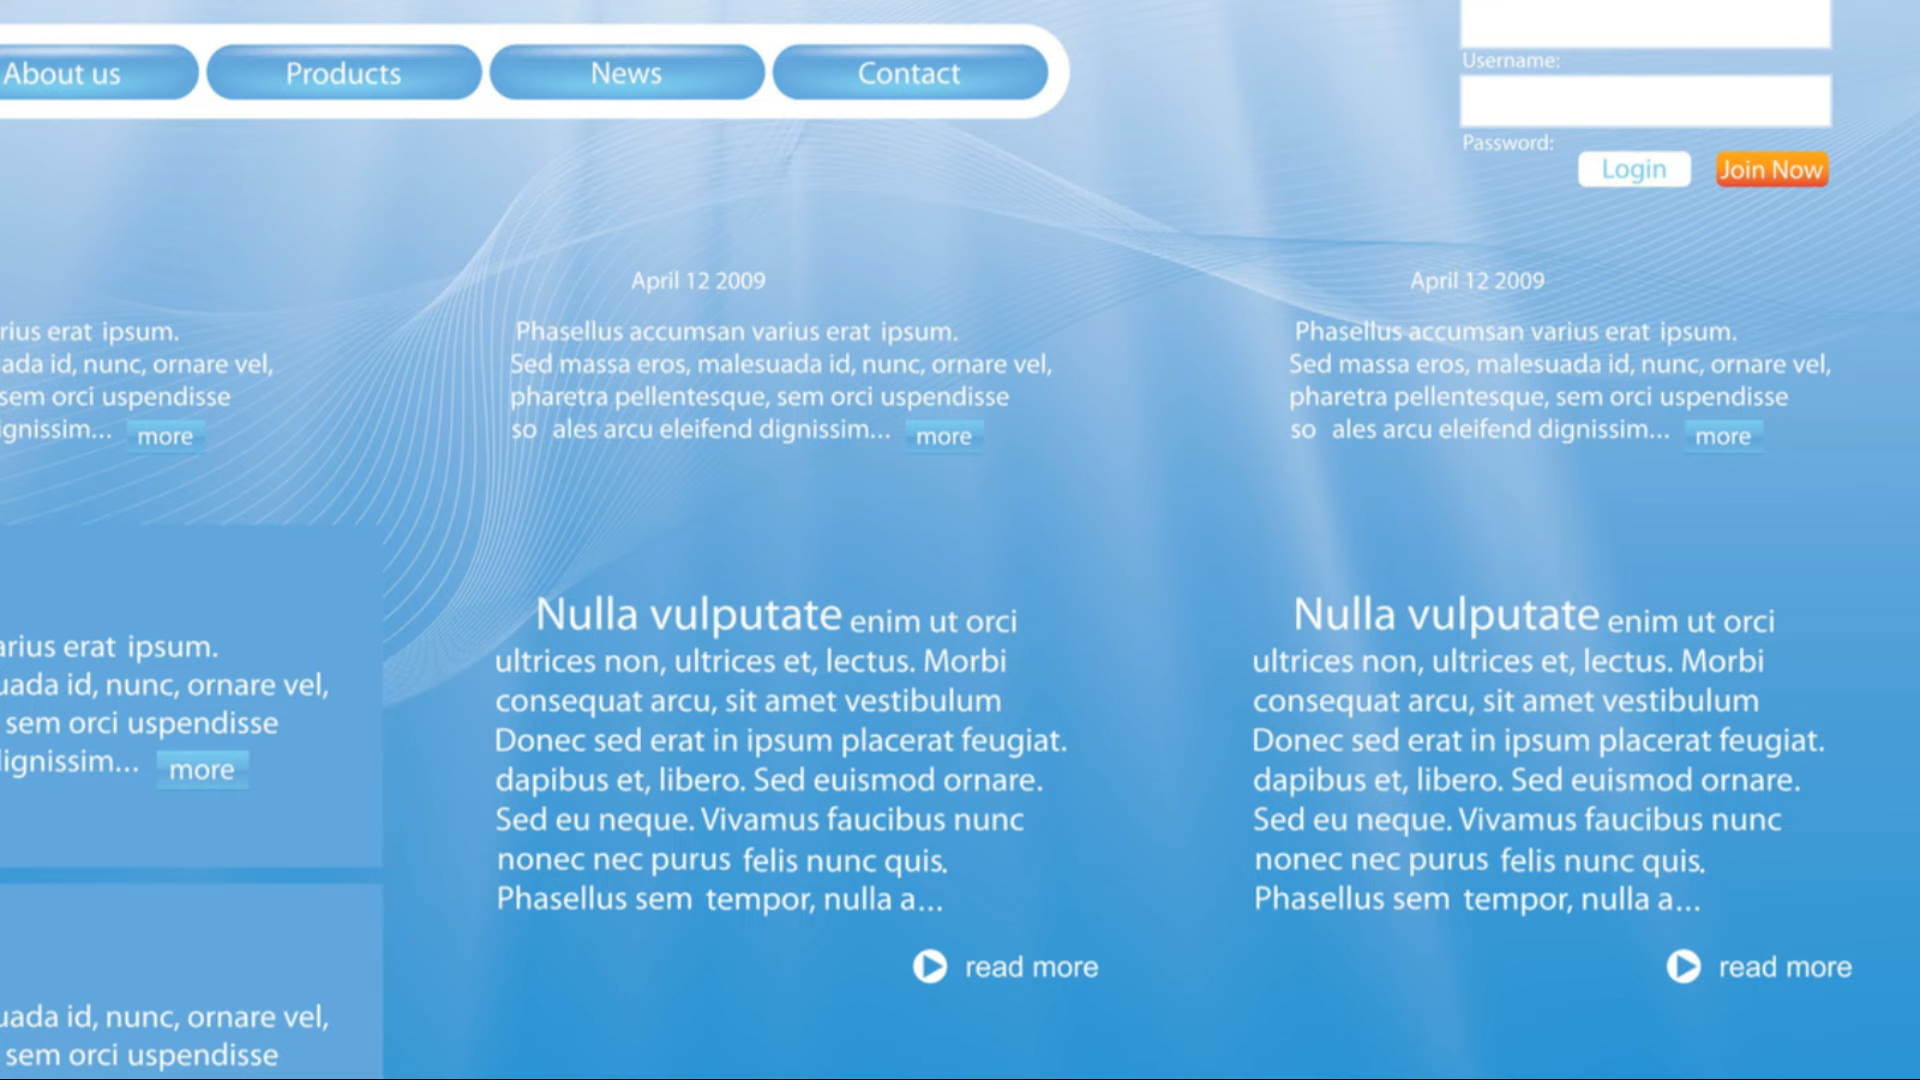 About us
Products
News
Contact
Username:
Password:
Login
Join Now
rius erat ipsum.
ada id, nunc, ornare vel,
sem orci uspendisse
ignissim...
more
April 12 2009
Phasellus accumsan varius erat ipsum.
Sed massa eros, malesuada id, nunc, ornare vel,
pharetra pellentesque, sem orci uspendisse
so ales arcu eleifend dignissim...
more
April 12 2009
Phasellus accumsan varius erat ipsum.
Sed massa eros, malesuada id, nunc, ornare vel,
pharetra pellentesque, sem orci uspendisse
so ales arcu eleifend dignissim...
more
arius erat ipsum.
uada id, nunc, ornare vel,
sem orci uspendisse
dignissim...
more
uada id, nunc, ornare vel,
sem orci uspendisse
Nulla vulputate enim ut orci
ultrices non, ultrices et, lectus. Morbi
consequat arcu, sit amet vestibulum
Donec sed erat in ipsum placerat feugiat.
dapibus et, libero. Sed euismod ornare.
Sed eu neque. Vivamus faucibus nunc
nonec nec purus felis nunc quis.
Phasellus sem tempor, nulla a...
read more
Nulla vulputate enim ut orci
ultrices non, ultrices et, lectus. Morbi
consequat arcu, sit amet vestibulum
Donec sed erat in ipsum placerat feugiat.
dapibus et, libero. Sed euismod ornare.
Sed eu neque. Vivamus faucibus nunc
nonec nec purus felis nunc quis.
Phasellus sem tempor, nulla a...
read more